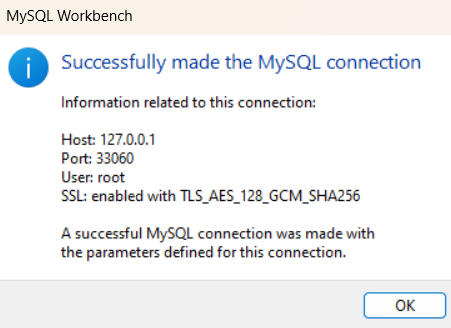 MySQL Workbench
Successfully made the MySQL connection
Information related to this connection:
Host: 127.0.0.1
Port: 33060
User: root
SSL: enabled with TLS_AES_128_GCM_SHA256
A successful MySQL connection was made with
the parameters defined for this connection.
OK